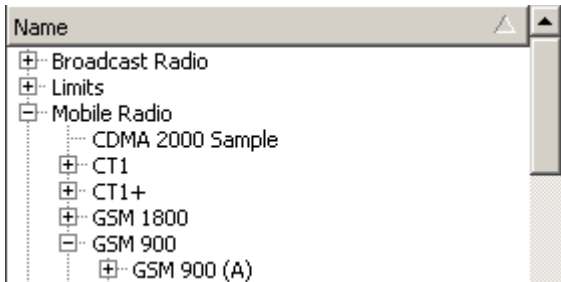 Name
Broadcast Radio
Limits
Mobile Radio
CDMA 2000 Sample
CT1
CT1+
GSM 1800
GSM 900
GSM 900 (A)